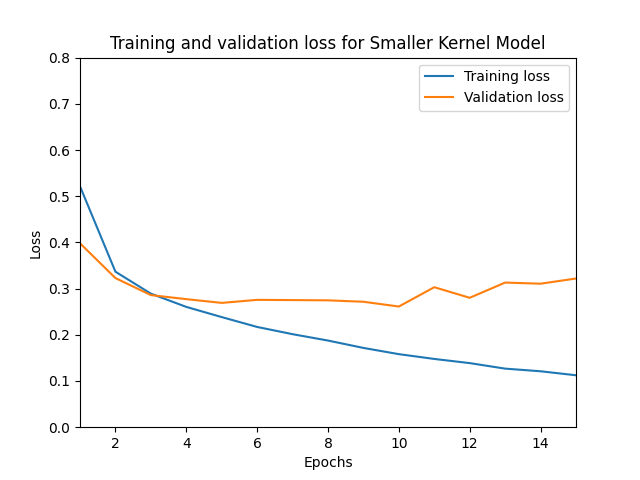 Training and validation loss for Smaller Kernel Model
Training loss
Validation loss
0.8
0.7
0.6
0.5
0.4
0.3
0.2
0.1
0.0
Loss
2 4 6 8 10 12 14
Epochs